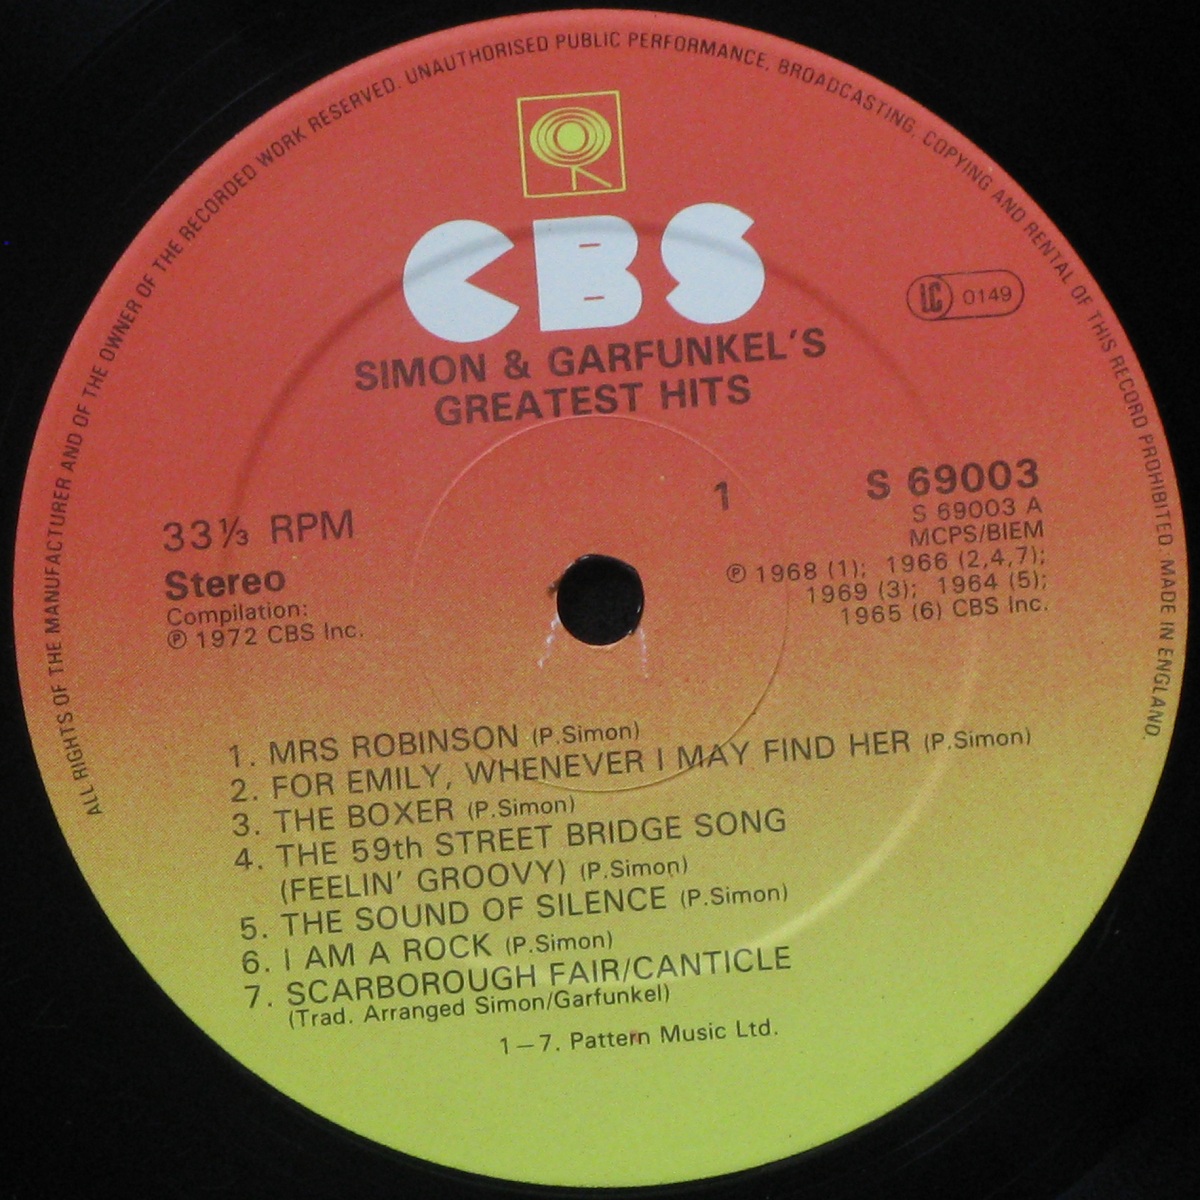 ALL RIGHTS OF THE MANUFACTURER AND OF THE OWNER OF THE RECORDED WORK RESERVED. UNAUTHORISED PUBLIC PERFORMANCE, BROADCASTING, COPYING AND RENTAL OF THIS RECORD PROHIBITED. MADE IN ENGLAND.
CBS
LC 0149
SIMON & GARFUNKEL'S
GREATEST HITS
33⅓ RPM
Stereo
Compilation:
℗ 1972 CBS Inc.
1
S 69003
S 69003 A
MCPS/BIEM
℗ 1968 (1); 1966 (2,4,7);
1969 (3); 1964 (5);
1965 (6) CBS Inc.
1. MRS ROBINSON (P.Simon)
2. FOR EMILY, WHENEVER I MAY FIND HER (P.Simon)
3. THE BOXER (P.Simon)
4. THE 59th STREET BRIDGE SONG
(FEELIN' GROOVY) (P.Simon)
5. THE SOUND OF SILENCE (P.Simon)
6. I AM A ROCK (P.Simon)
7. SCARBOROUGH FAIR/CANTICLE
(Trad. Arranged Simon/Garfunkel)
1–7. Pattern Music Ltd.